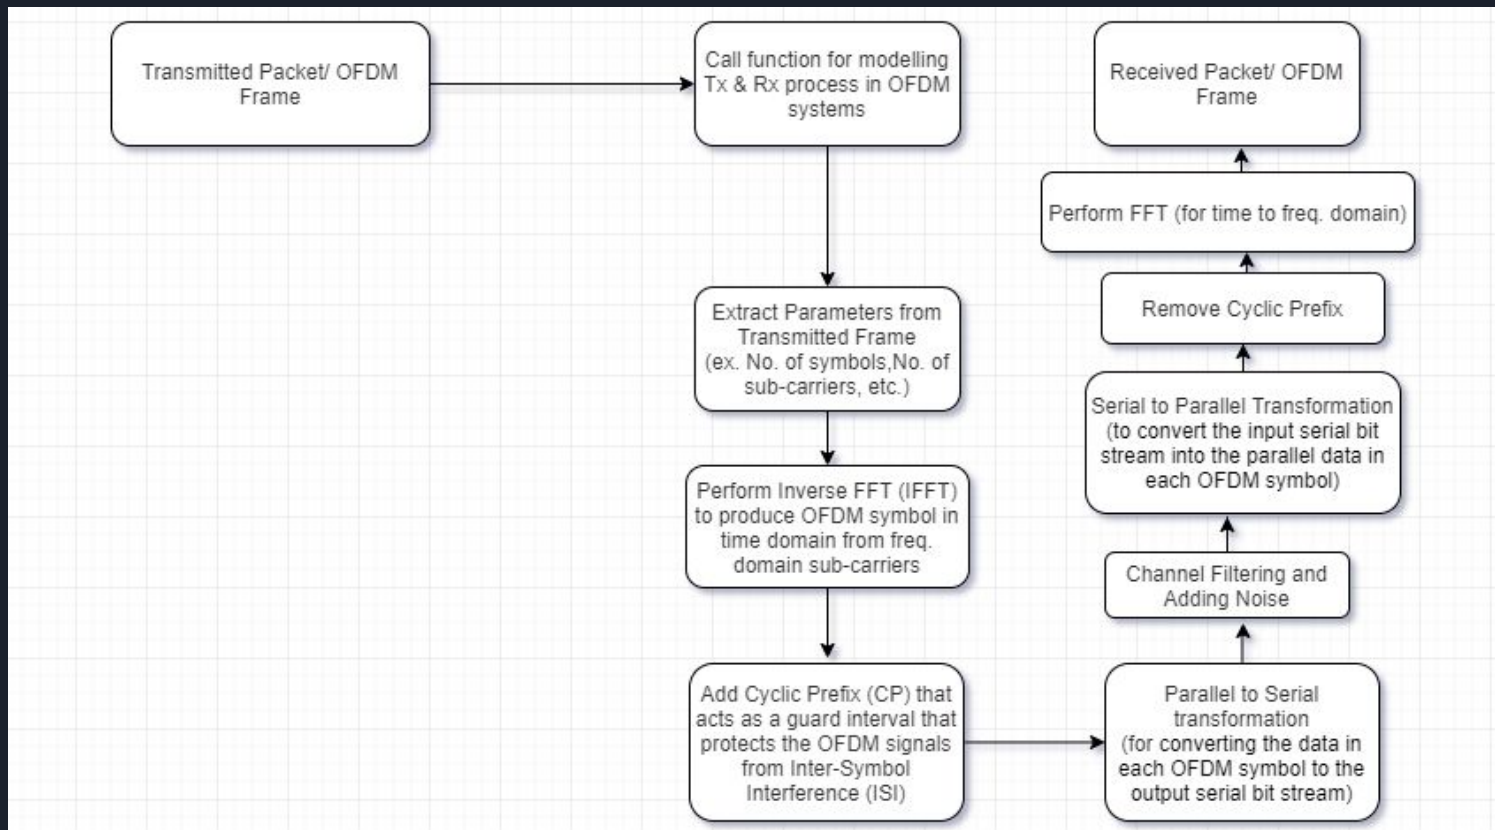 Transmitted Packet/ OFDM
Frame
Call function for modelling
Tx & Rx process in OFDM
systems
Extract Parameters from
Transmitted Frame
(ex. No. of symbols,No. of
sub-carriers, etc.)
Perform Inverse FFT (IFFT)
to produce OFDM symbol in
time domain from freq.
domain sub-carriers
Add Cyclic Prefix (CP) that
acts as a guard interval that
protects the OFDM signals
from Inter-Symbol
Interference (ISI)
Parallel to Serial
transformation
(for converting the data in
each OFDM symbol to the
output serial bit stream)
Channel Filtering and
Adding Noise
Serial to Parallel Transformation
(to convert the input serial bit
stream into the parallel data in
each OFDM symbol)
Remove Cyclic Prefix
Perform FFT (for time to freq. domain)
Received Packet/ OFDM
Frame